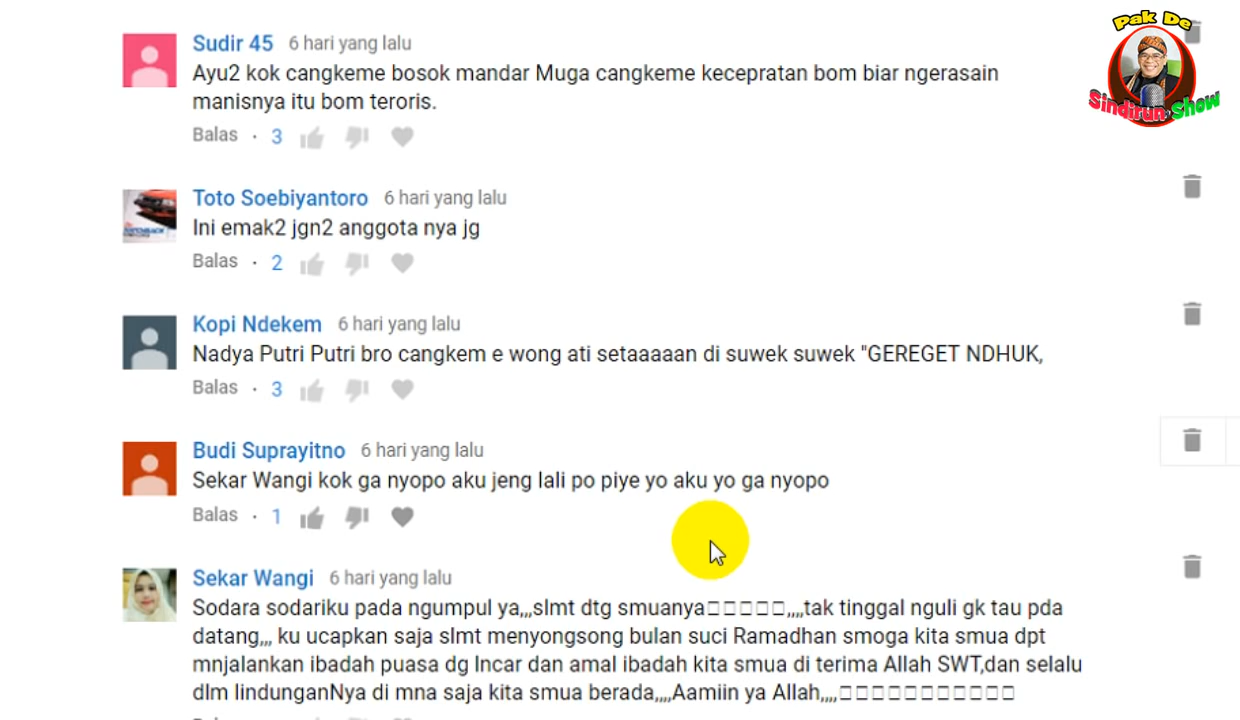 Pak De
Sindirun Show
Sudir 45 6 hari yang lalu
Ayu2 kok cangkeme bosok mandar Muga cangkeme kecepratan bom biar ngerasain
manisnya itu bom teroris.
Balas · 3
Toto Soebiyantoro 6 hari yang lalu
Ini emak2 jgn2 anggota nya jg
Balas · 2
Kopi Ndekem 6 hari yang lalu
Nadya Putri Putri bro cangkem e wong ati setaaaaan di suwek suwek "GEREGET NDHUK,
Balas · 3
Budi Suprayitno 6 hari yang lalu
Sekar Wangi kok ga nyopo aku jeng lali po piye yo aku yo ga nyopo
Balas · 1
Sekar Wangi 6 hari yang lalu
Sodara sodariku pada ngumpul ya,,,slmt dtg smuanya□□□□□,,,,tak tinggal nguli gk tau pda
datang,,, ku ucapkan saja slmt menyongsong bulan suci Ramadhan smoga kita smua dpt
mnjalankan ibadah puasa dg lncar dan amal ibadah kita smua di terima Allah SWT,dan selalu
dlm lindunganNya di mna saja kita smua berada,,,,Aamiin ya Allah,,,,□□□□□□□□□□□